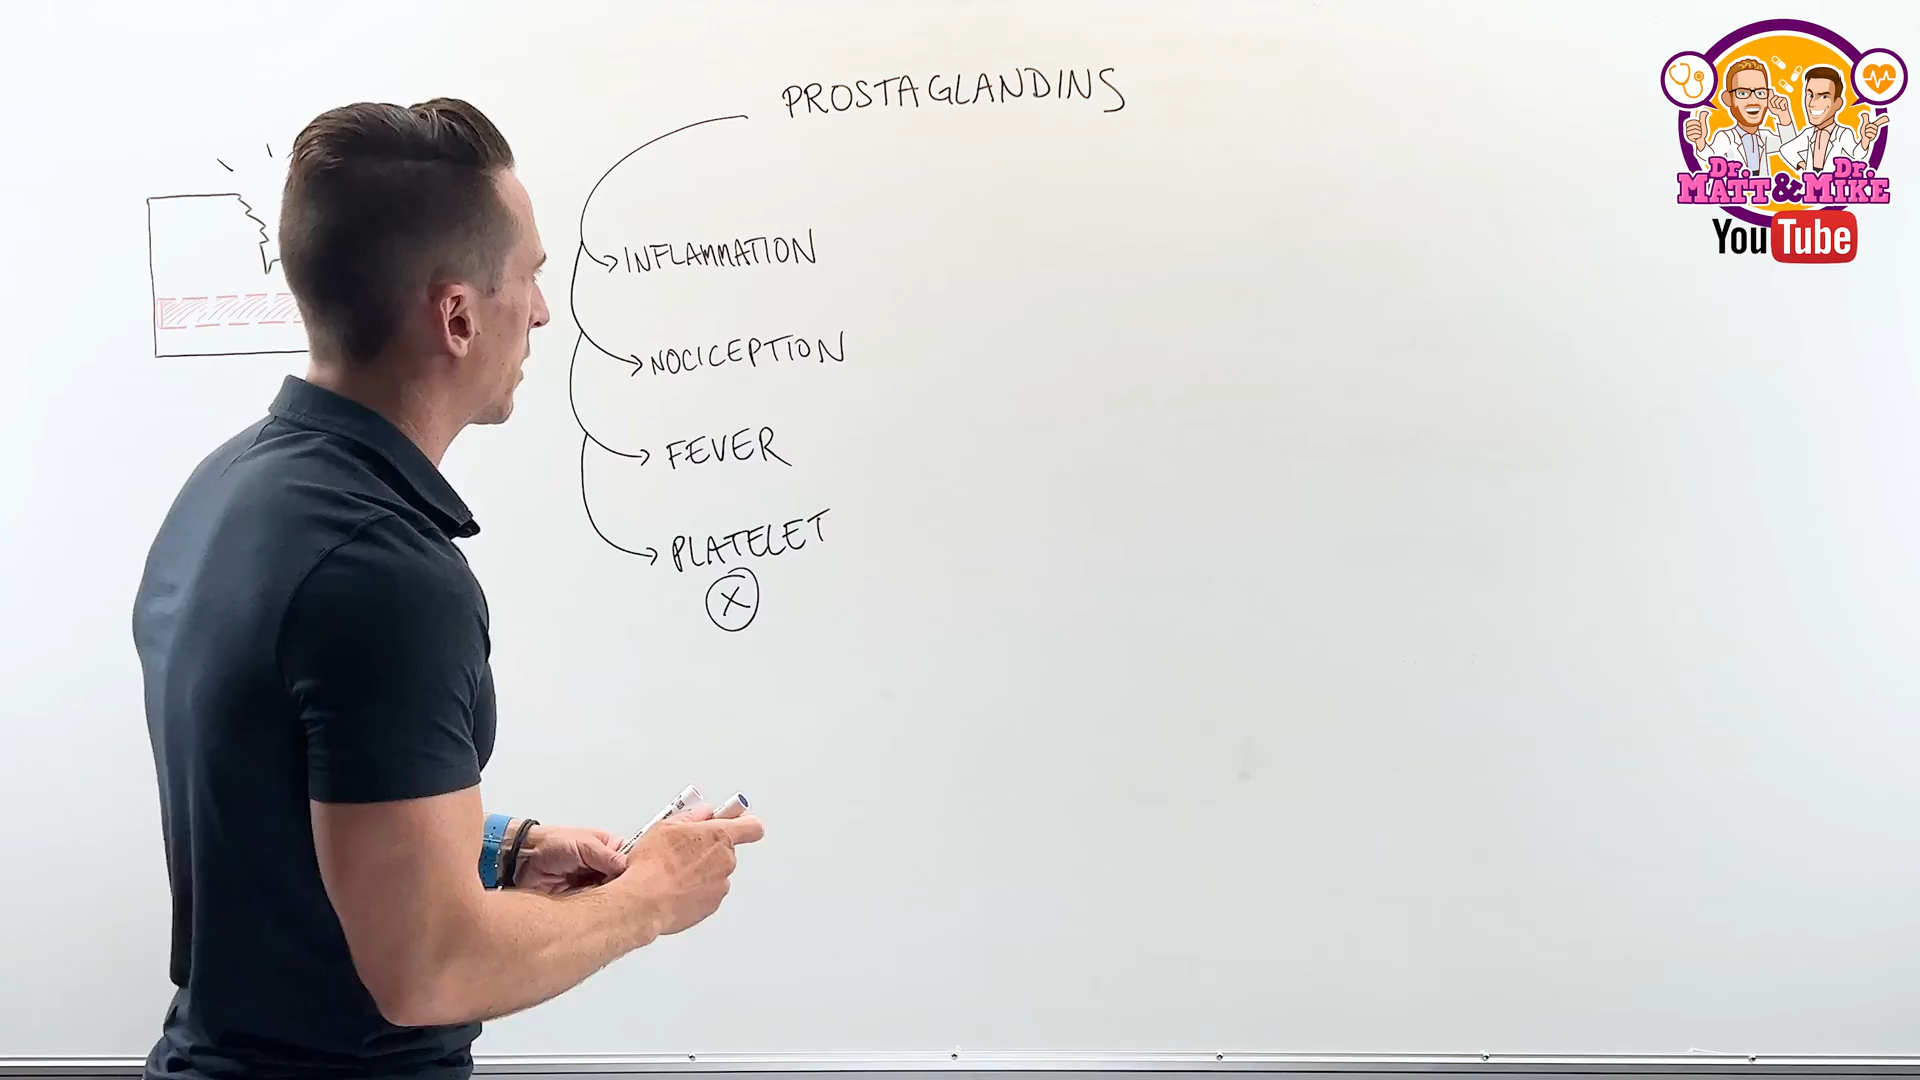 PROSTAGLANDINS
INFLAMMATION
NOCICEPTION
FEVER
PLATELET
X
Dr. Dr.
MATT & MIKE
YouTube